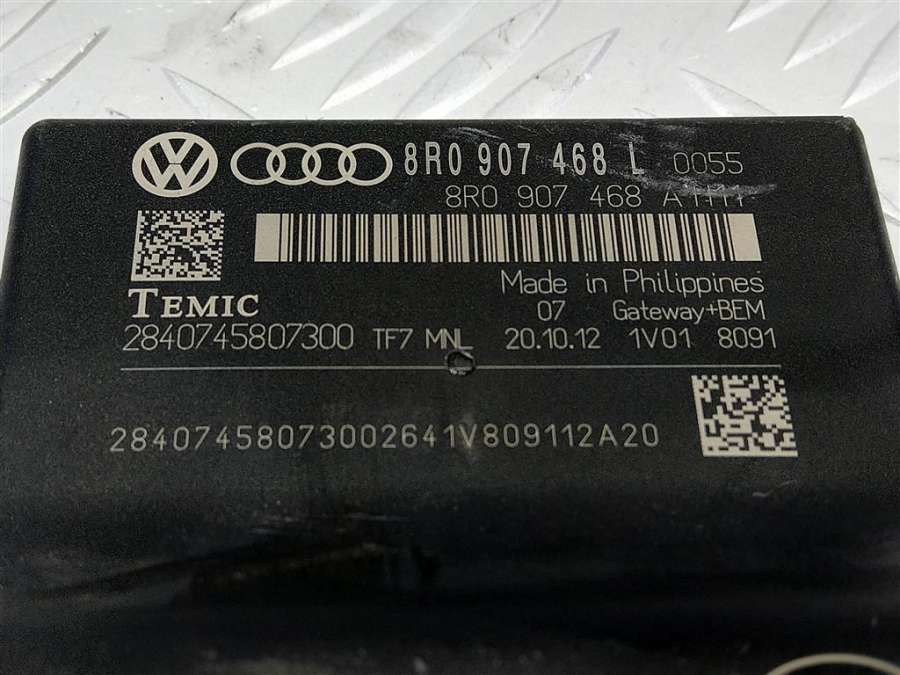 8R0 907 468 L 0055
8R0 907 468 A H11
Made in Philippines
TEMIC 07 Gateway+BEM
2840745807300 TF7 MNL 20.10.12 1V01 8091
28407458073002641V809112A20